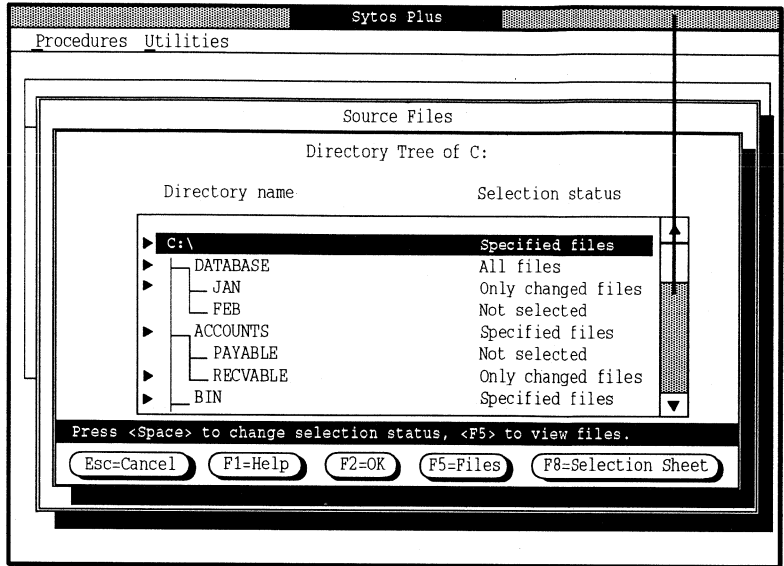 Sytos Plus
Procedures Utilities
Source Files
Directory Tree of C:
Directory name Selection status
C:\ Specified files
DATABASE All files
JAN Only changed files
FEB Not selected
ACCOUNTS Specified files
PAYABLE Not selected
RECVABLE Only changed files
BIN Specified files
Press <Space> to change selection status, <F5> to view files.
Esc=Cancel F1=Help F2=OK F5=Files F8=Selection Sheet